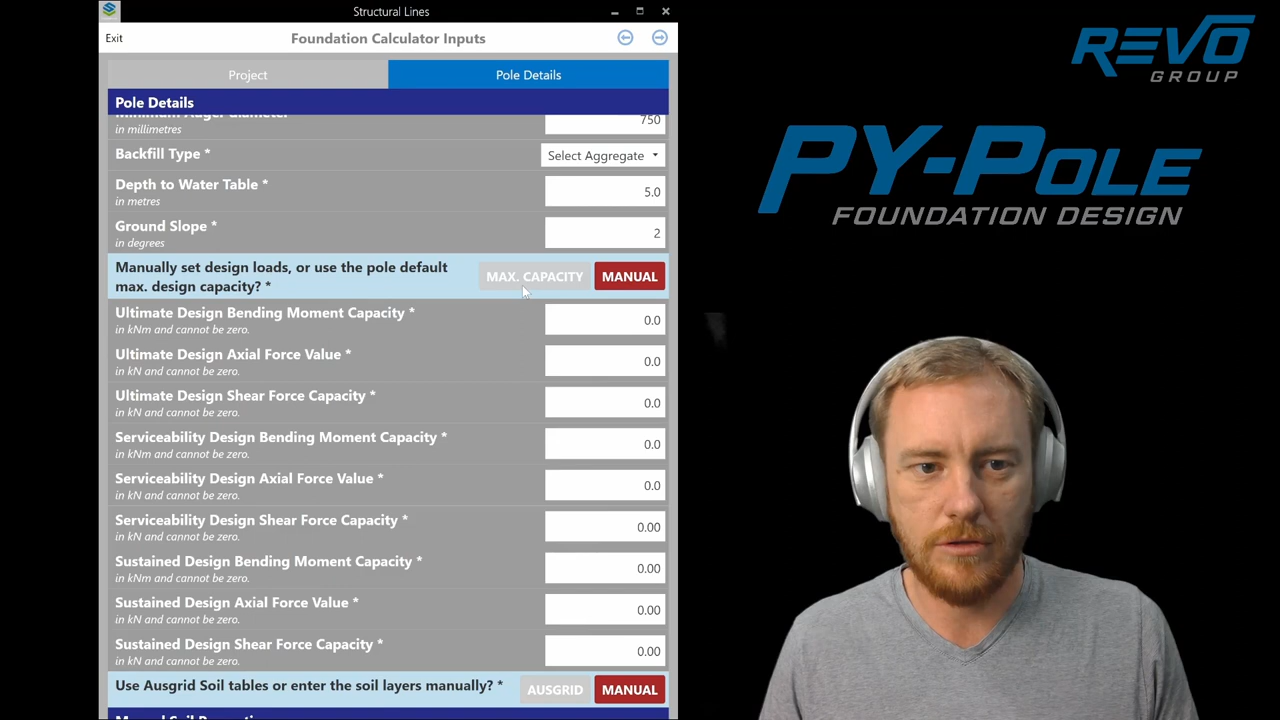 Structural Lines
Exit
Foundation Calculator Inputs
Project
Pole Details
Pole Details
Minimum Auger Diameter
in millimetres
750
Backfill Type *
Select Aggregate
Depth to Water Table *
in metres
5.0
Ground Slope *
in degrees
2
Manually set design loads, or use the pole default
max. design capacity? *
MAX. CAPACITY
MANUAL
Ultimate Design Bending Moment Capacity *
in kNm and cannot be zero.
0.0
Ultimate Design Axial Force Value *
in kN and cannot be zero.
0.0
Ultimate Design Shear Force Capacity *
in kN and cannot be zero.
0.0
Serviceability Design Bending Moment Capacity *
in kNm and cannot be zero.
0.0
Serviceability Design Axial Force Value *
in kN and cannot be zero.
0.0
Serviceability Design Shear Force Capacity *
in kN and cannot be zero.
0.00
Sustained Design Bending Moment Capacity *
in kNm and cannot be zero.
0.00
Sustained Design Axial Force Value *
in kN and cannot be zero.
0.00
Sustained Design Shear Force Capacity *
in kN and cannot be zero.
0.00
Use Ausgrid Soil tables or enter the soil layers manually? *
AUSGRID
MANUAL
REVO
GROUP
PY-POLE
FOUNDATION DESIGN